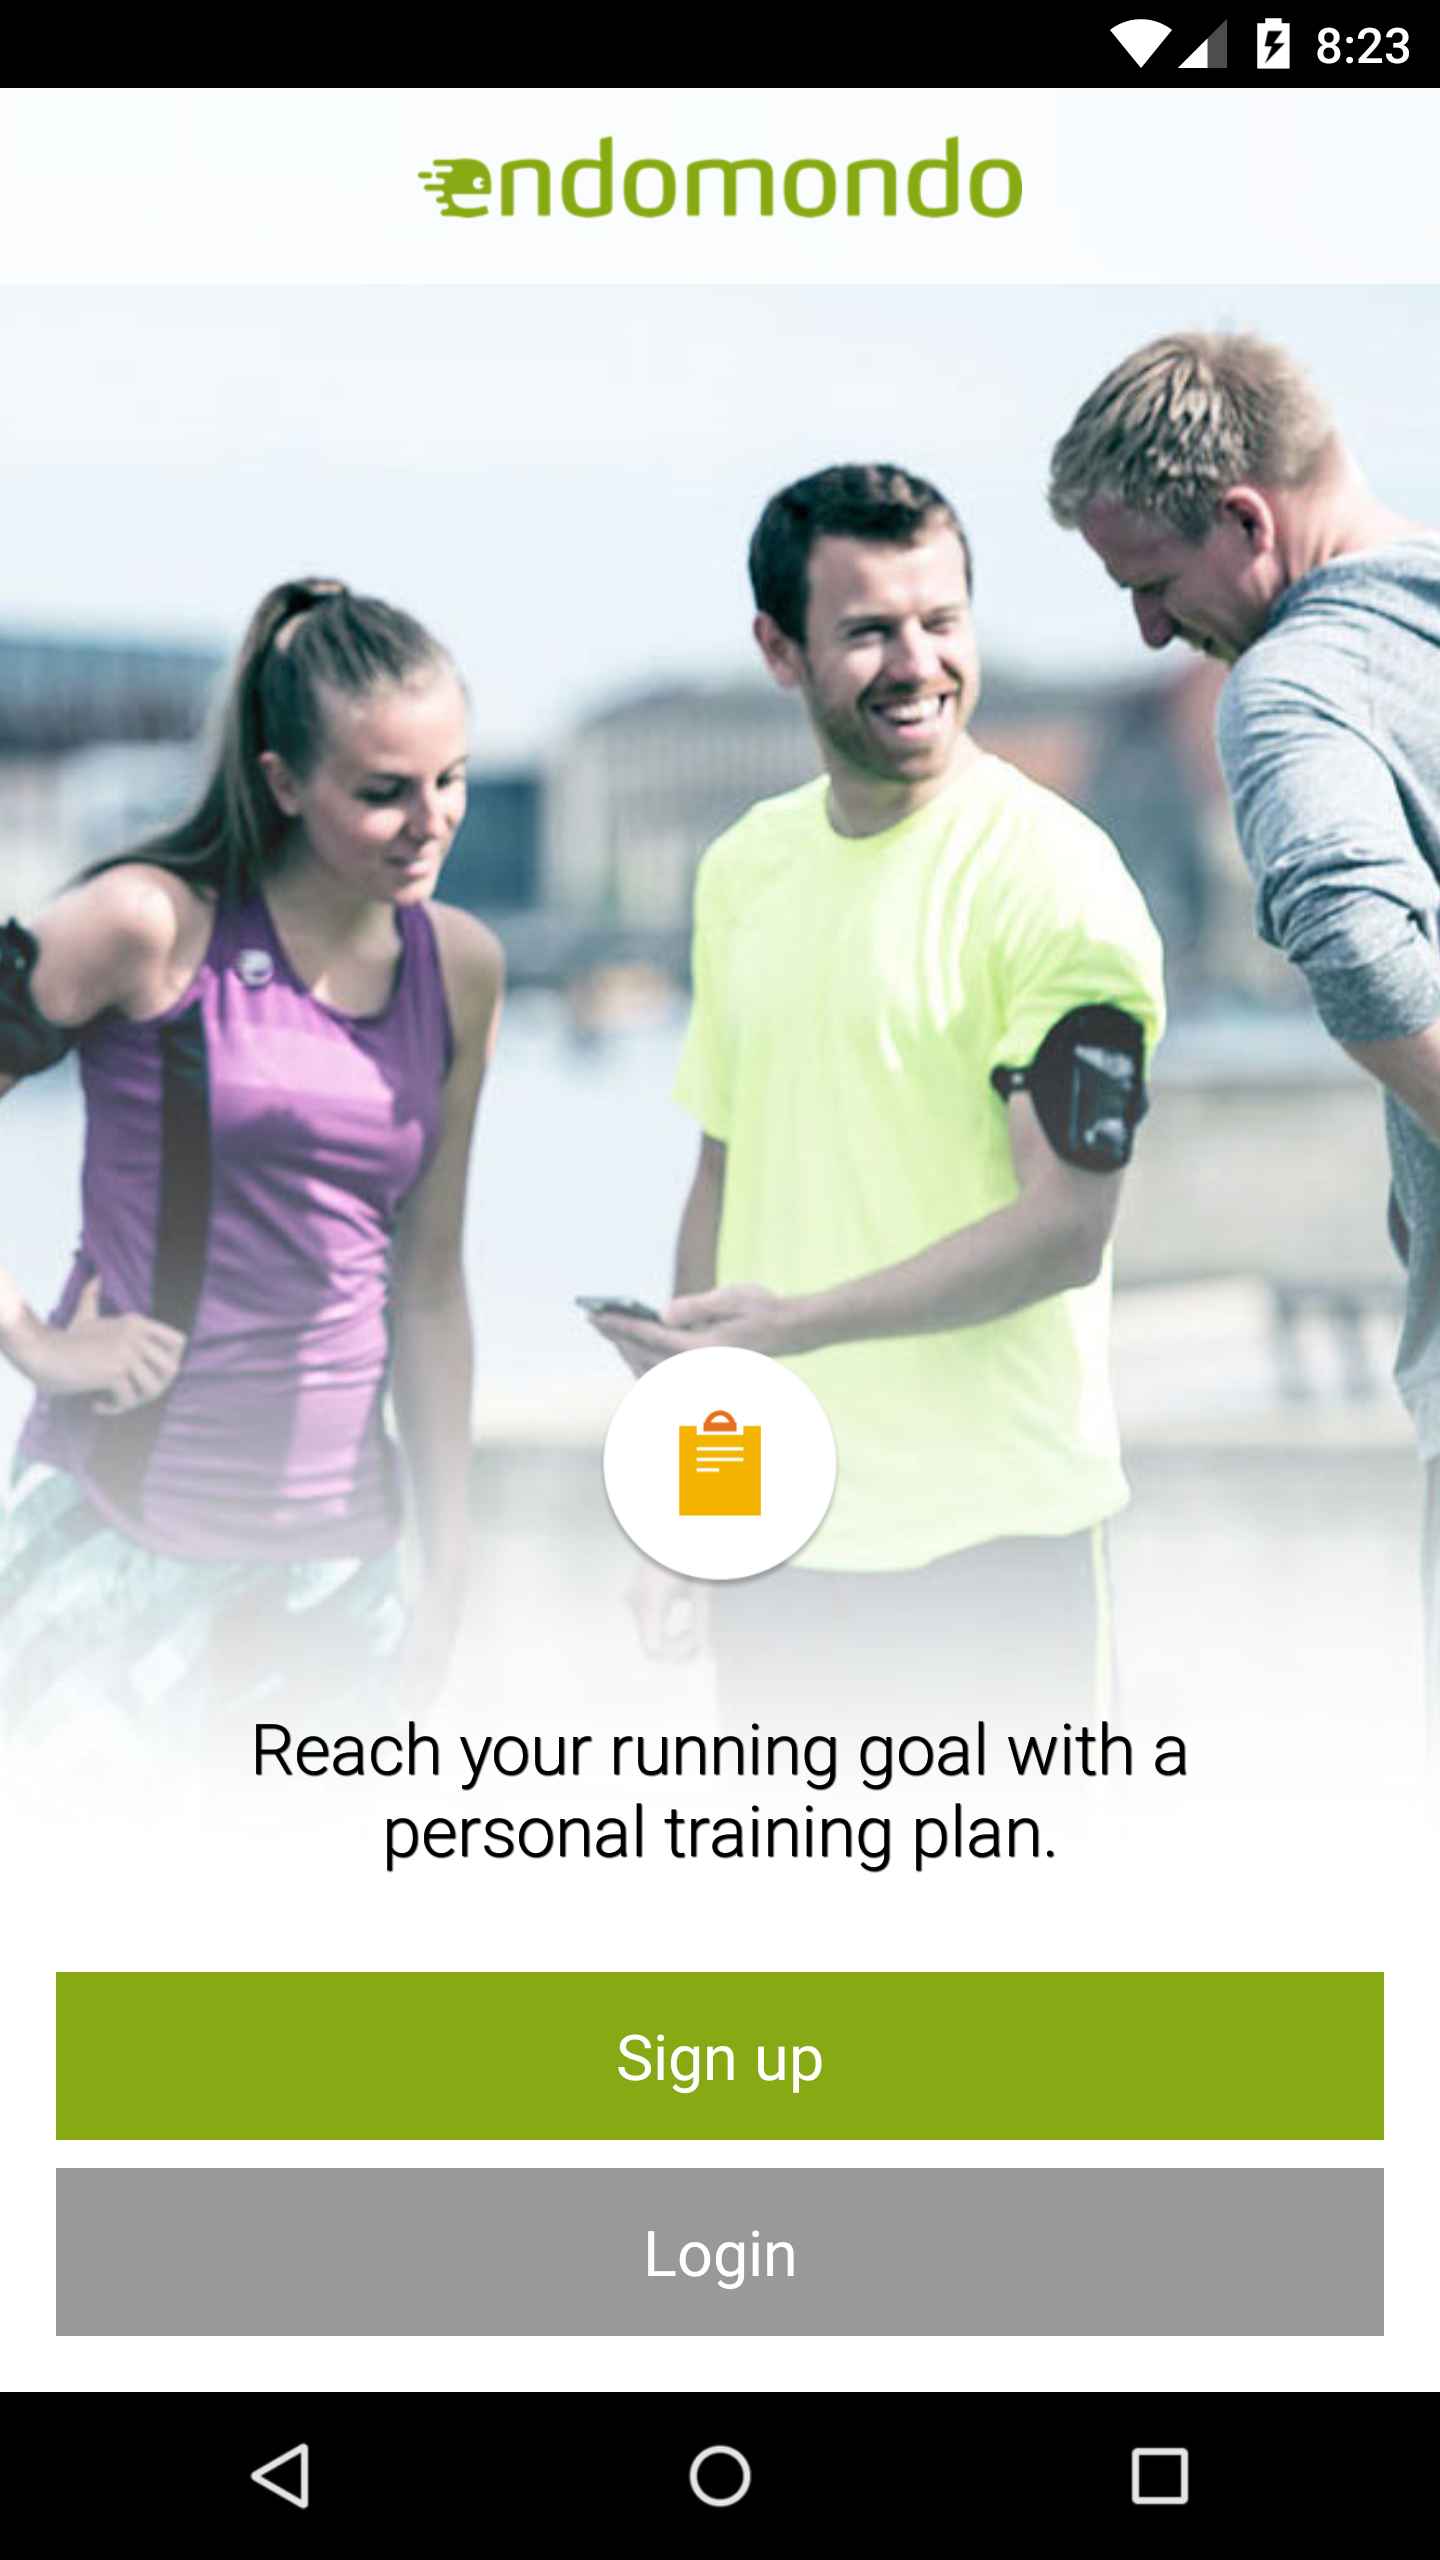 8:23
endomondo
Reach your running goal with a
personal training plan.
Sign up
Login